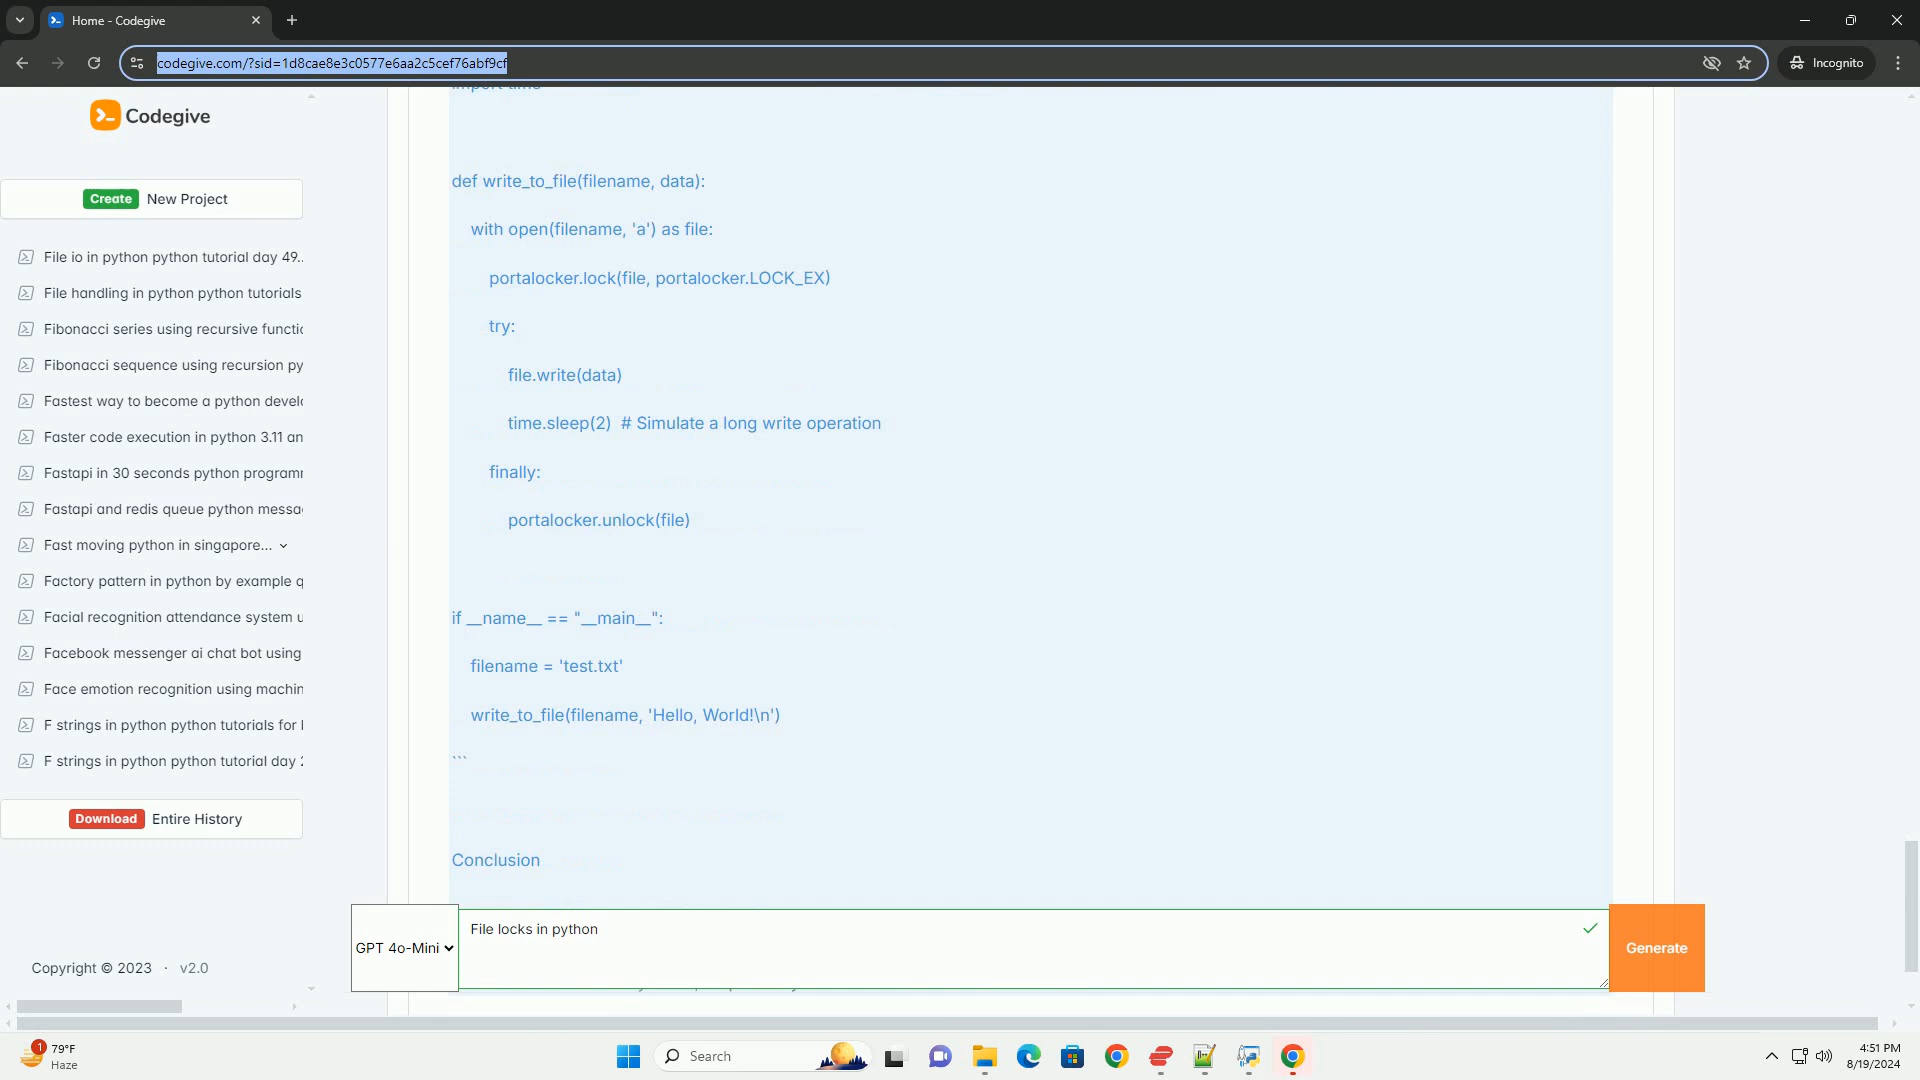 Home - Codegive
codegive.com/?sid=1d8cae8e3c0577e6aa2c5cef76abf9cf
Incognito
Codegive
Create New Project
File io in python python tutorial day 49..
File handling in python python tutorials
Fibonacci series using recursive functi
Fibonacci sequence using recursion py
Fastest way to become a python devel
Faster code execution in python 3.11 an
Fastapi in 30 seconds python program
Fastapi and redis queue python messa
Fast moving python in singapore...
Factory pattern in python by example q
Facial recognition attendance system u
Facebook messenger ai chat bot using
Face emotion recognition using machin
F strings in python python tutorials for
F strings in python python tutorial day 2
Download Entire History
Copyright © 2023 · v2.0
import time
def write_to_file(filename, data):
with open(filename, 'a') as file:
portalocker.lock(file, portalocker.LOCK_EX)
try:
file.write(data)
time.sleep(2) # Simulate a long write operation
finally:
portalocker.unlock(file)
if __name__ == "__main__":
filename = 'test.txt'
write_to_file(filename, 'Hello, World!\n')
```
Conclusion
GPT 4o-Mini
File locks in python
Generate
1
79°F
Haze
Search
4:51 PM
8/19/2024